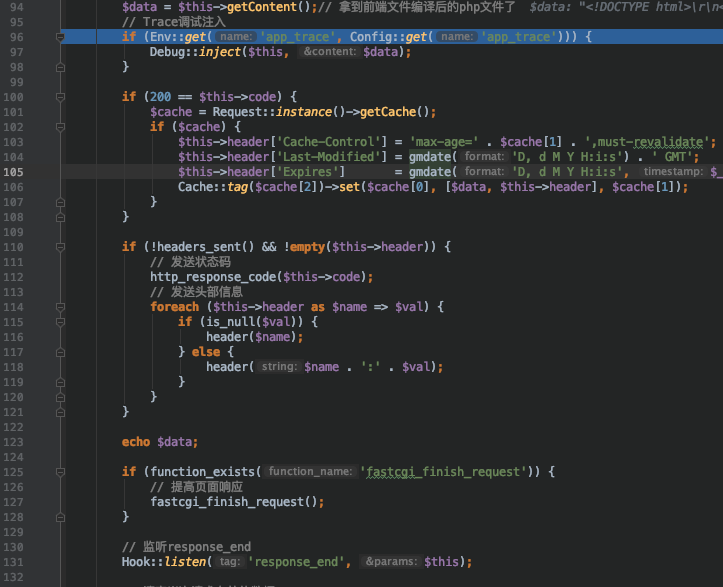 94 $data = $this->getContent();// 拿到前端文件编译后的php文件了 $data: "<!DOCTYPE html>\r\n<
95 // Trace调试注入
96 if (Env::get( name: 'app_trace', Config::get( name: 'app_trace'))) {
97 Debug::inject($this, &content: $data);
98 }
99
100 if (200 == $this->code) {
101 $cache = Request::instance()->getCache();
102 if ($cache) {
103 $this->header['Cache-Control'] = 'max-age=' . $cache[1] . ',must-revalidate';
104 $this->header['Last-Modified'] = gmdate( format: 'D, d M Y H:i:s') . ' GMT';
105 $this->header['Expires'] = gmdate( format: 'D, d M Y H:i:s', timestamp: $_
106 Cache::tag($cache[2])->set($cache[0], [$data, $this->header], $cache[1]);
107 }
108 }
109
110 if (!headers_sent() && !empty($this->header)) {
111 // 发送状态码
112 http_response_code($this->code);
113 // 发送头部信息
114 foreach ($this->header as $name => $val) {
115 if (is_null($val)) {
116 header($name);
117 } else {
118 header( string: $name . ':' . $val);
119 }
120 }
121 }
122
123 echo $data;
124
125 if (function_exists( function_name: 'fastcgi_finish_request')) {
126 // 提高页面响应
127 fastcgi_finish_request();
128 }
129
130 // 监听response_end
131 Hook::listen( tag: 'response_end', &params: $this);
132